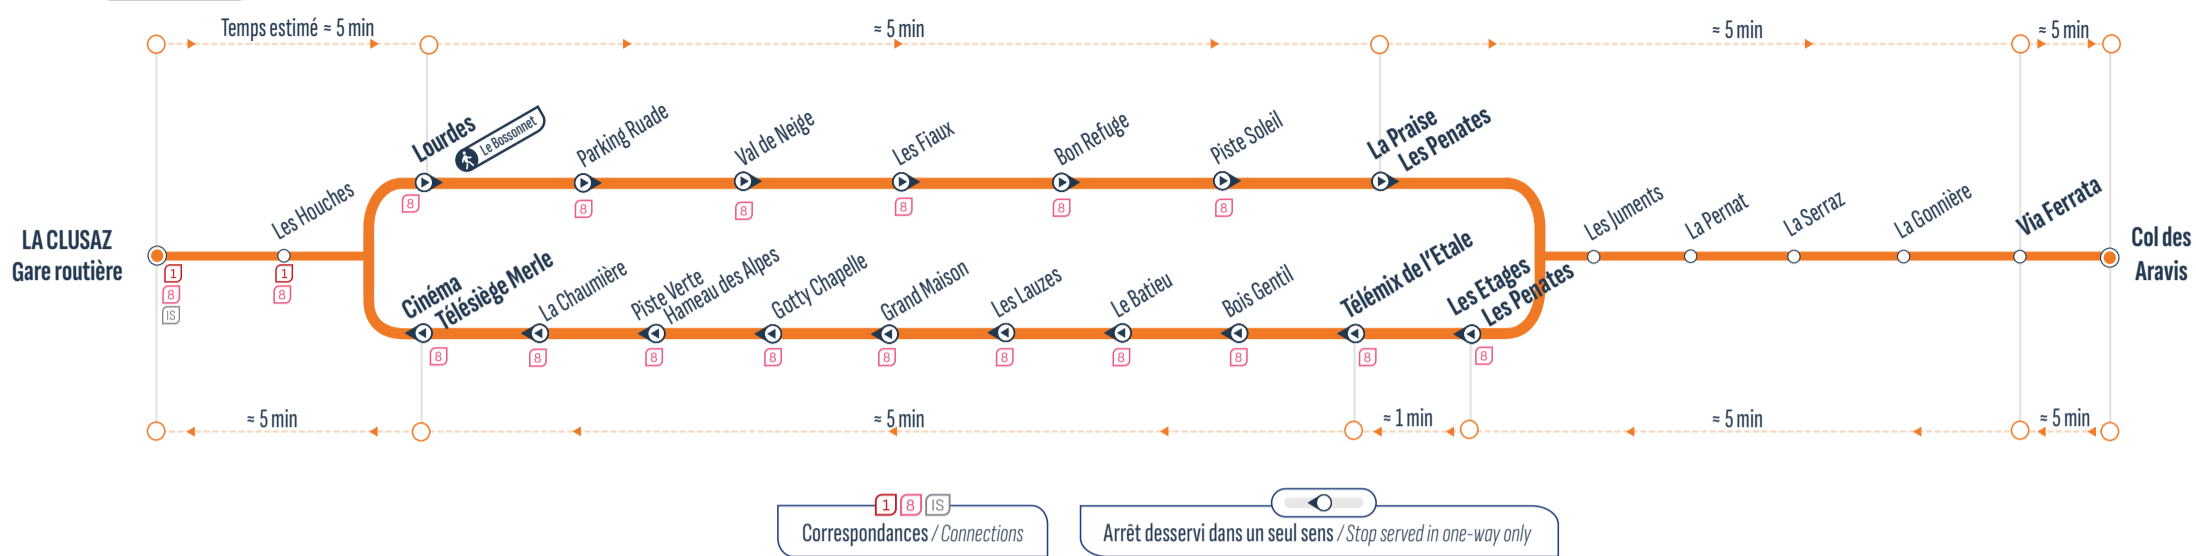 Temps estimé ≈ 5 min
≈ 5 min
≈ 5 min
≈ 5 min
Lourdes
Le Bossonnet
Parking Ruade
Val de Neige
Les Fiaux
Bon Refuge
Piste Soleil
La Praise
Les Penates
8
8
8
8
8
8
LA CLUSAZ
Gare routière
1
8
IS
Les Houches
1
8
Les Juments
La Pernat
La Serraz
La Gonnière
Via Ferrata
Col des
Aravis
Cinéma
Télésiège Merle
La Chaumière
Piste Verte
Hameau des Alpes
Gotty Chapelle
Grand Maison
Les Lauzes
Le Batieu
Bois Gentil
Télémix de l'Etale
Les Etages
Les Penates
8
8
8
8
8
8
8
8
8
8
≈ 5 min
≈ 5 min
≈ 1 min
≈ 5 min
≈ 5 min
1 8 IS
Correspondances / Connections
Arrêt desservi dans un seul sens / Stop served in one-way only